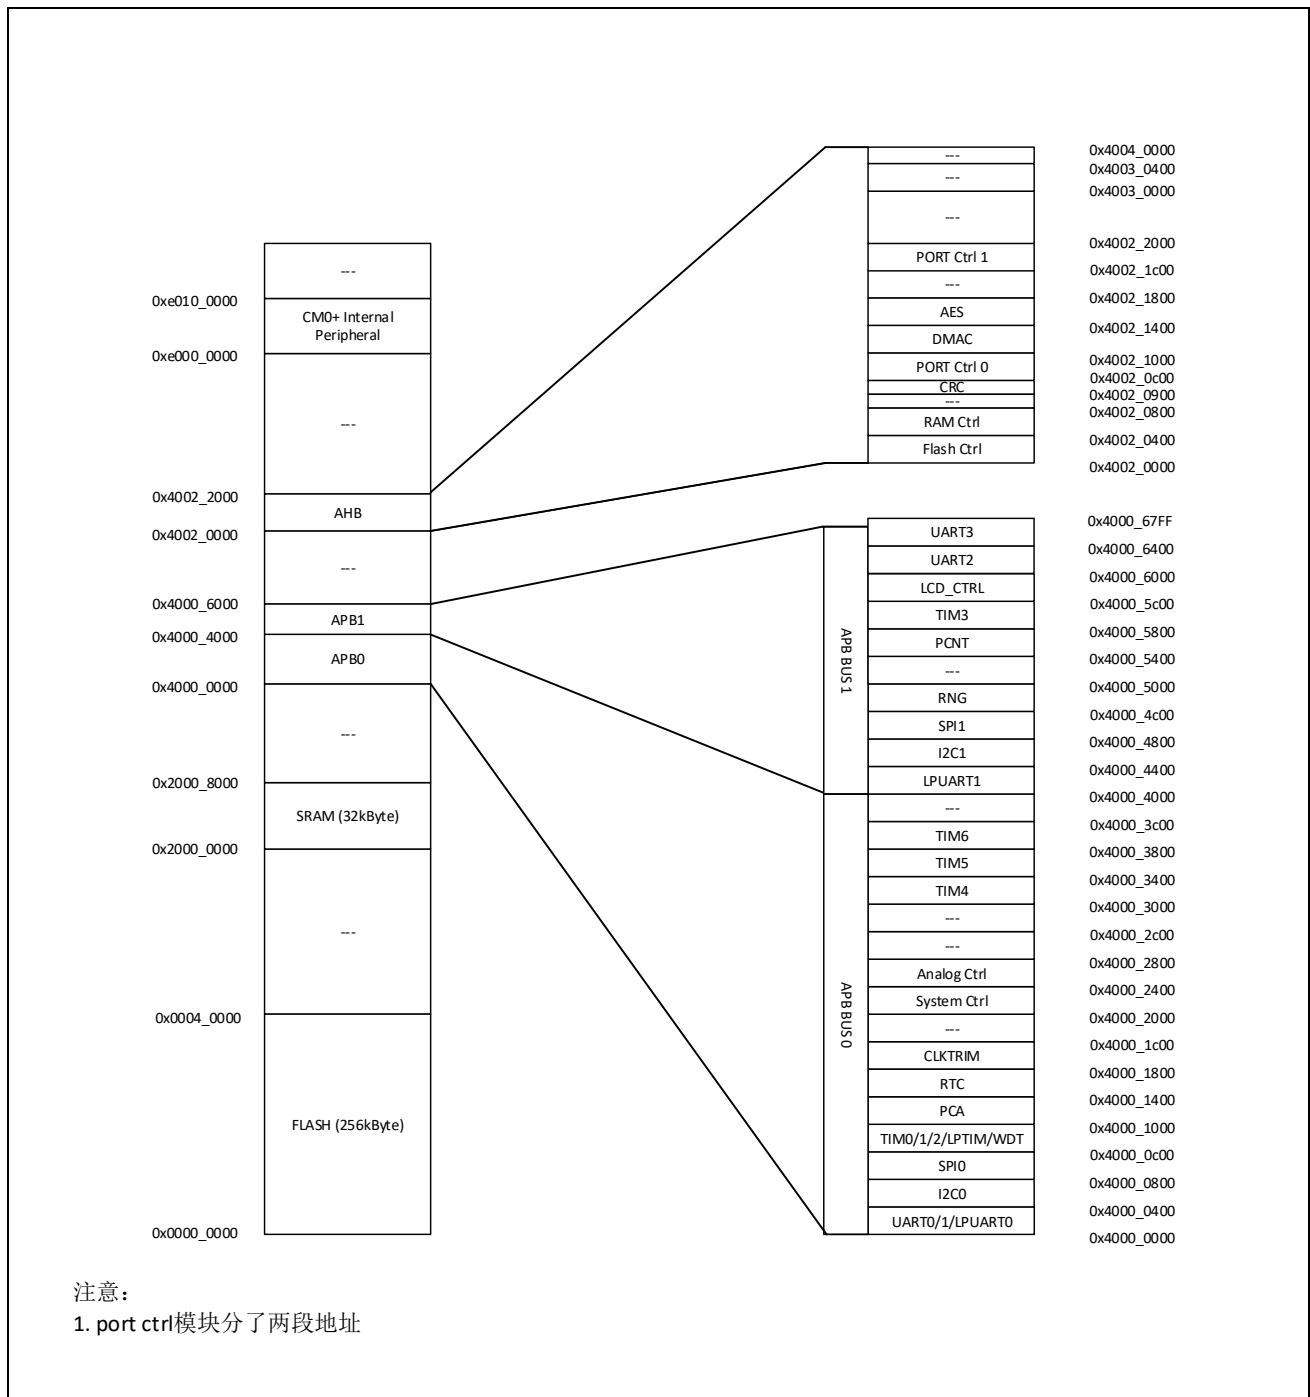 ---
0xe010_0000
CM0+ Internal
Peripheral
0xe000_0000
---
0x4002_2000
AHB
0x4002_0000
---
0x4000_6000
APB1
0x4000_4000
APB0
0x4000_0000
---
0x2000_8000
SRAM (32kByte)
0x2000_0000
---
0x0004_0000
FLASH (256kByte)
0x0000_0000
0x4004_0000
---
0x4003_0400
---
0x4003_0000
---
0x4002_2000
PORT Ctrl 1
0x4002_1c00
---
0x4002_1800
AES
0x4002_1400
DMAC
0x4002_1000
PORT Ctrl 0
0x4002_0c00
CRC
0x4002_0900
---
0x4002_0800
RAM Ctrl
0x4002_0400
Flash Ctrl
0x4002_0000
APB BUS 1
0x4000_67FF
UART3
0x4000_6400
UART2
0x4000_6000
LCD_CTRL
0x4000_5c00
TIM3
0x4000_5800
PCNT
0x4000_5400
---
0x4000_5000
RNG
0x4000_4c00
SPI1
0x4000_4800
I2C1
0x4000_4400
LPUART1
0x4000_4000
APB BUS 0
---
0x4000_3c00
TIM6
0x4000_3800
TIM5
0x4000_3400
TIM4
0x4000_3000
---
0x4000_2c00
---
0x4000_2800
Analog Ctrl
0x4000_2400
System Ctrl
0x4000_2000
---
0x4000_1c00
CLKTRIM
0x4000_1800
RTC
0x4000_1400
PCA
0x4000_1000
TIM0/1/2/LPTIM/WDT
0x4000_0c00
SPI0
0x4000_0800
I2C0
0x4000_0400
UART0/1/LPUART0
0x4000_0000
注意：
1. port ctrl模块分了两段地址